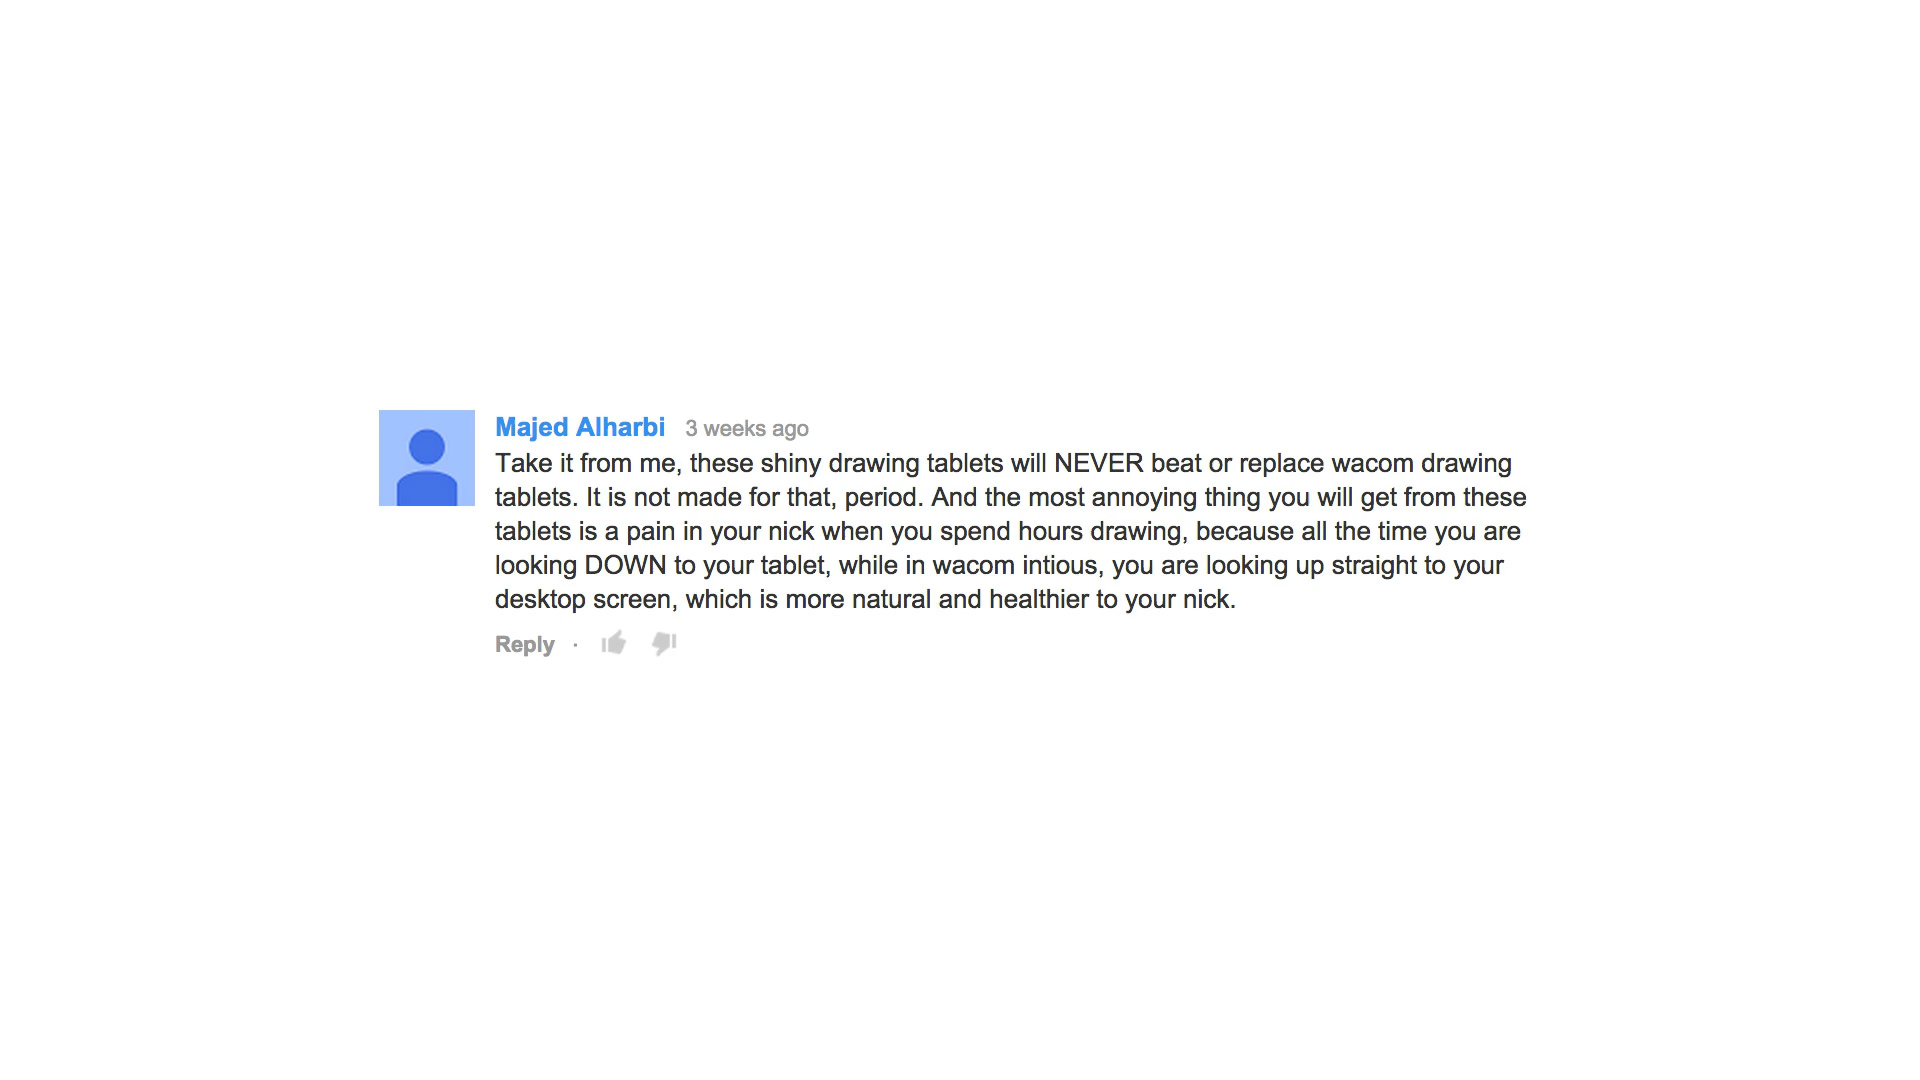 Majed Alharbi 3 weeks ago
Take it from me, these shiny drawing tablets will NEVER beat or replace wacom drawing
tablets. It is not made for that, period. And the most annoying thing you will get from these
tablets is a pain in your nick when you spend hours drawing, because all the time you are
looking DOWN to your tablet, while in wacom intious, you are looking up straight to your
desktop screen, which is more natural and healthier to your nick.
Reply ·